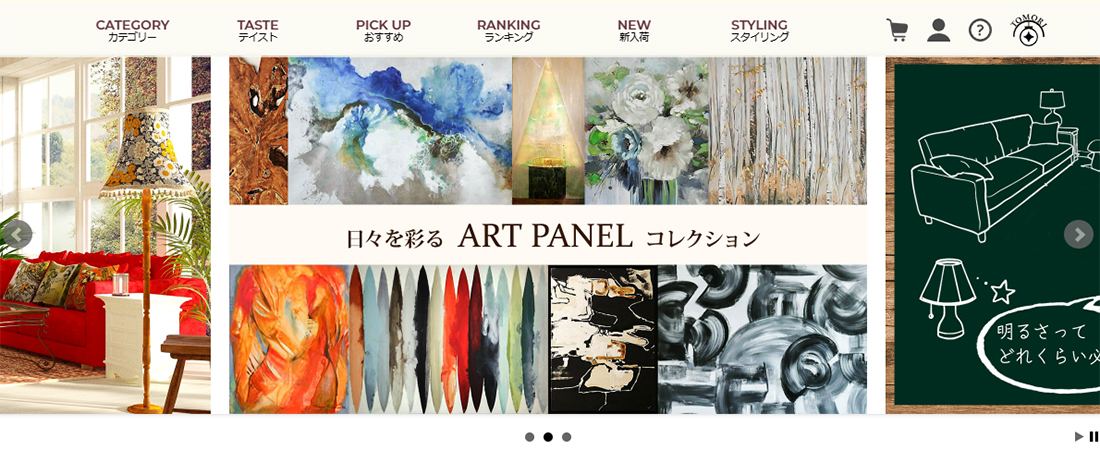 CATEGORY
カテゴリー
TASTE
テイスト
PICK UP
おすすめ
RANKING
ランキング
NEW
新入荷
STYLING
スタイリング
?
TOMORI
日々を彩る ART PANEL コレクション
明るさって
どれくらい必